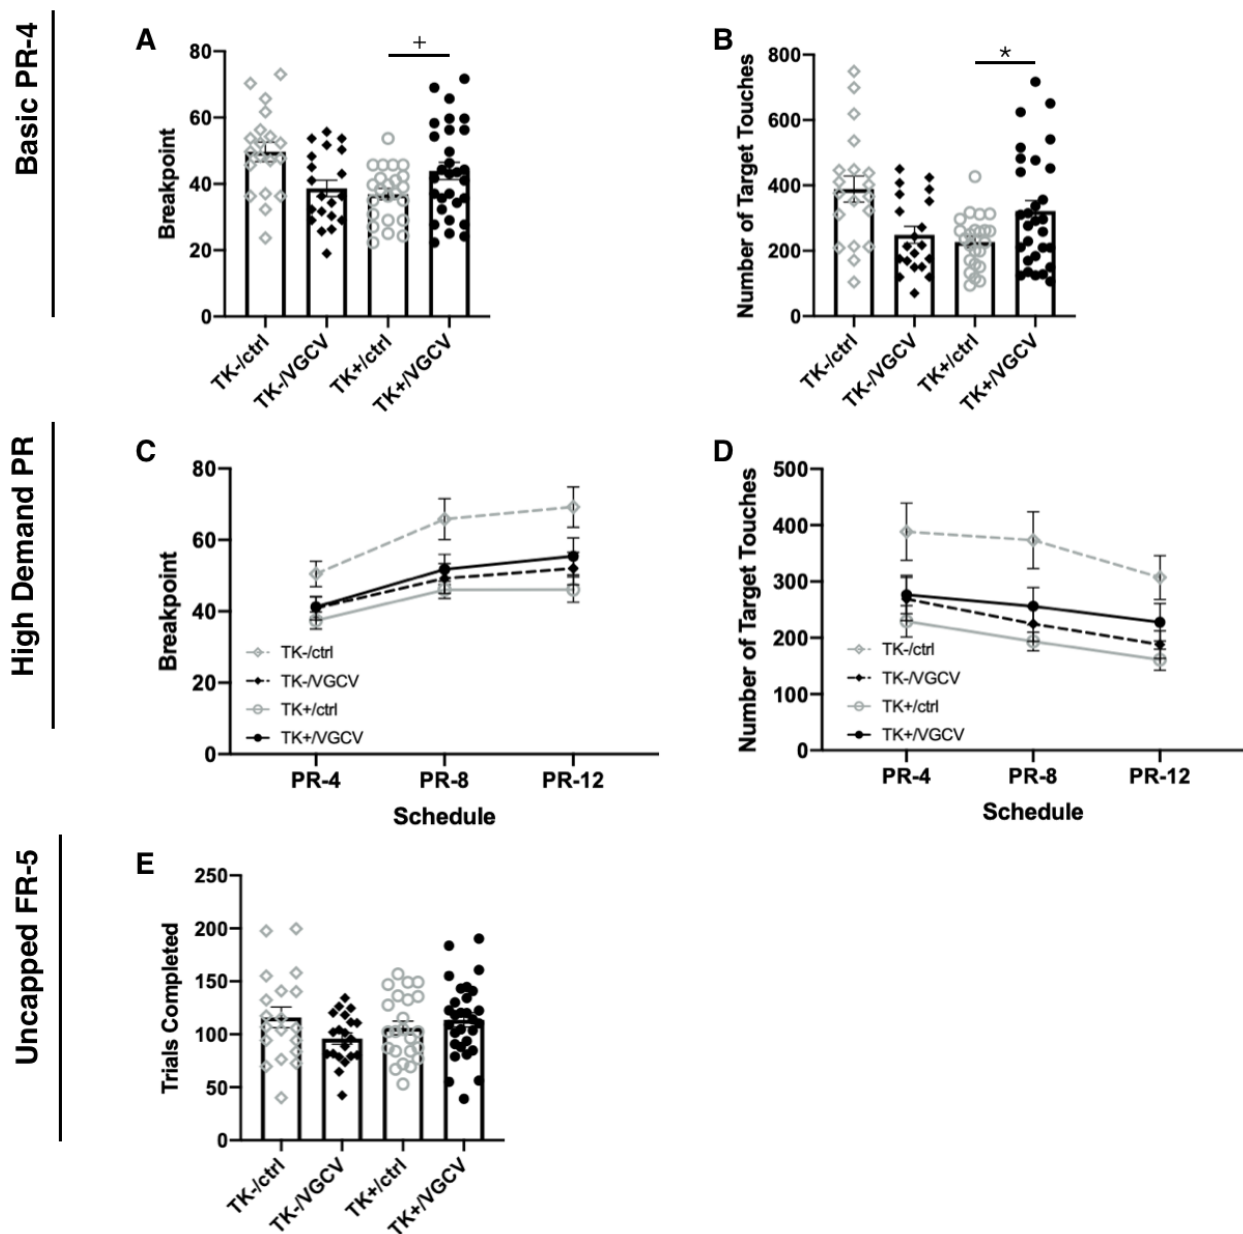 Basic PR-4
A
80
60
40
20
0
Breakpoint
+
TK-/ctrl
TK-/VGCV
TK+/ctrl
TK+/VGCV
B
800
600
400
200
0
Number of Target Touches
*
TK-/ctrl
TK-/VGCV
TK+/ctrl
TK+/VGCV
High Demand PR
C
80
60
40
20
0
Breakpoint
TK-/ctrl
TK-/VGCV
TK+/ctrl
TK+/VGCV
PR-4 PR-8 PR-12
Schedule
D
500
400
300
200
100
0
Number of Target Touches
TK-/ctrl
TK-/VGCV
TK+/ctrl
TK+/VGCV
PR-4 PR-8 PR-12
Schedule
Uncapped FR-5
E
250
200
150
100
50
0
Trials Completed
TK-/ctrl
TK-/VGCV
TK+/ctrl
TK+/VGCV